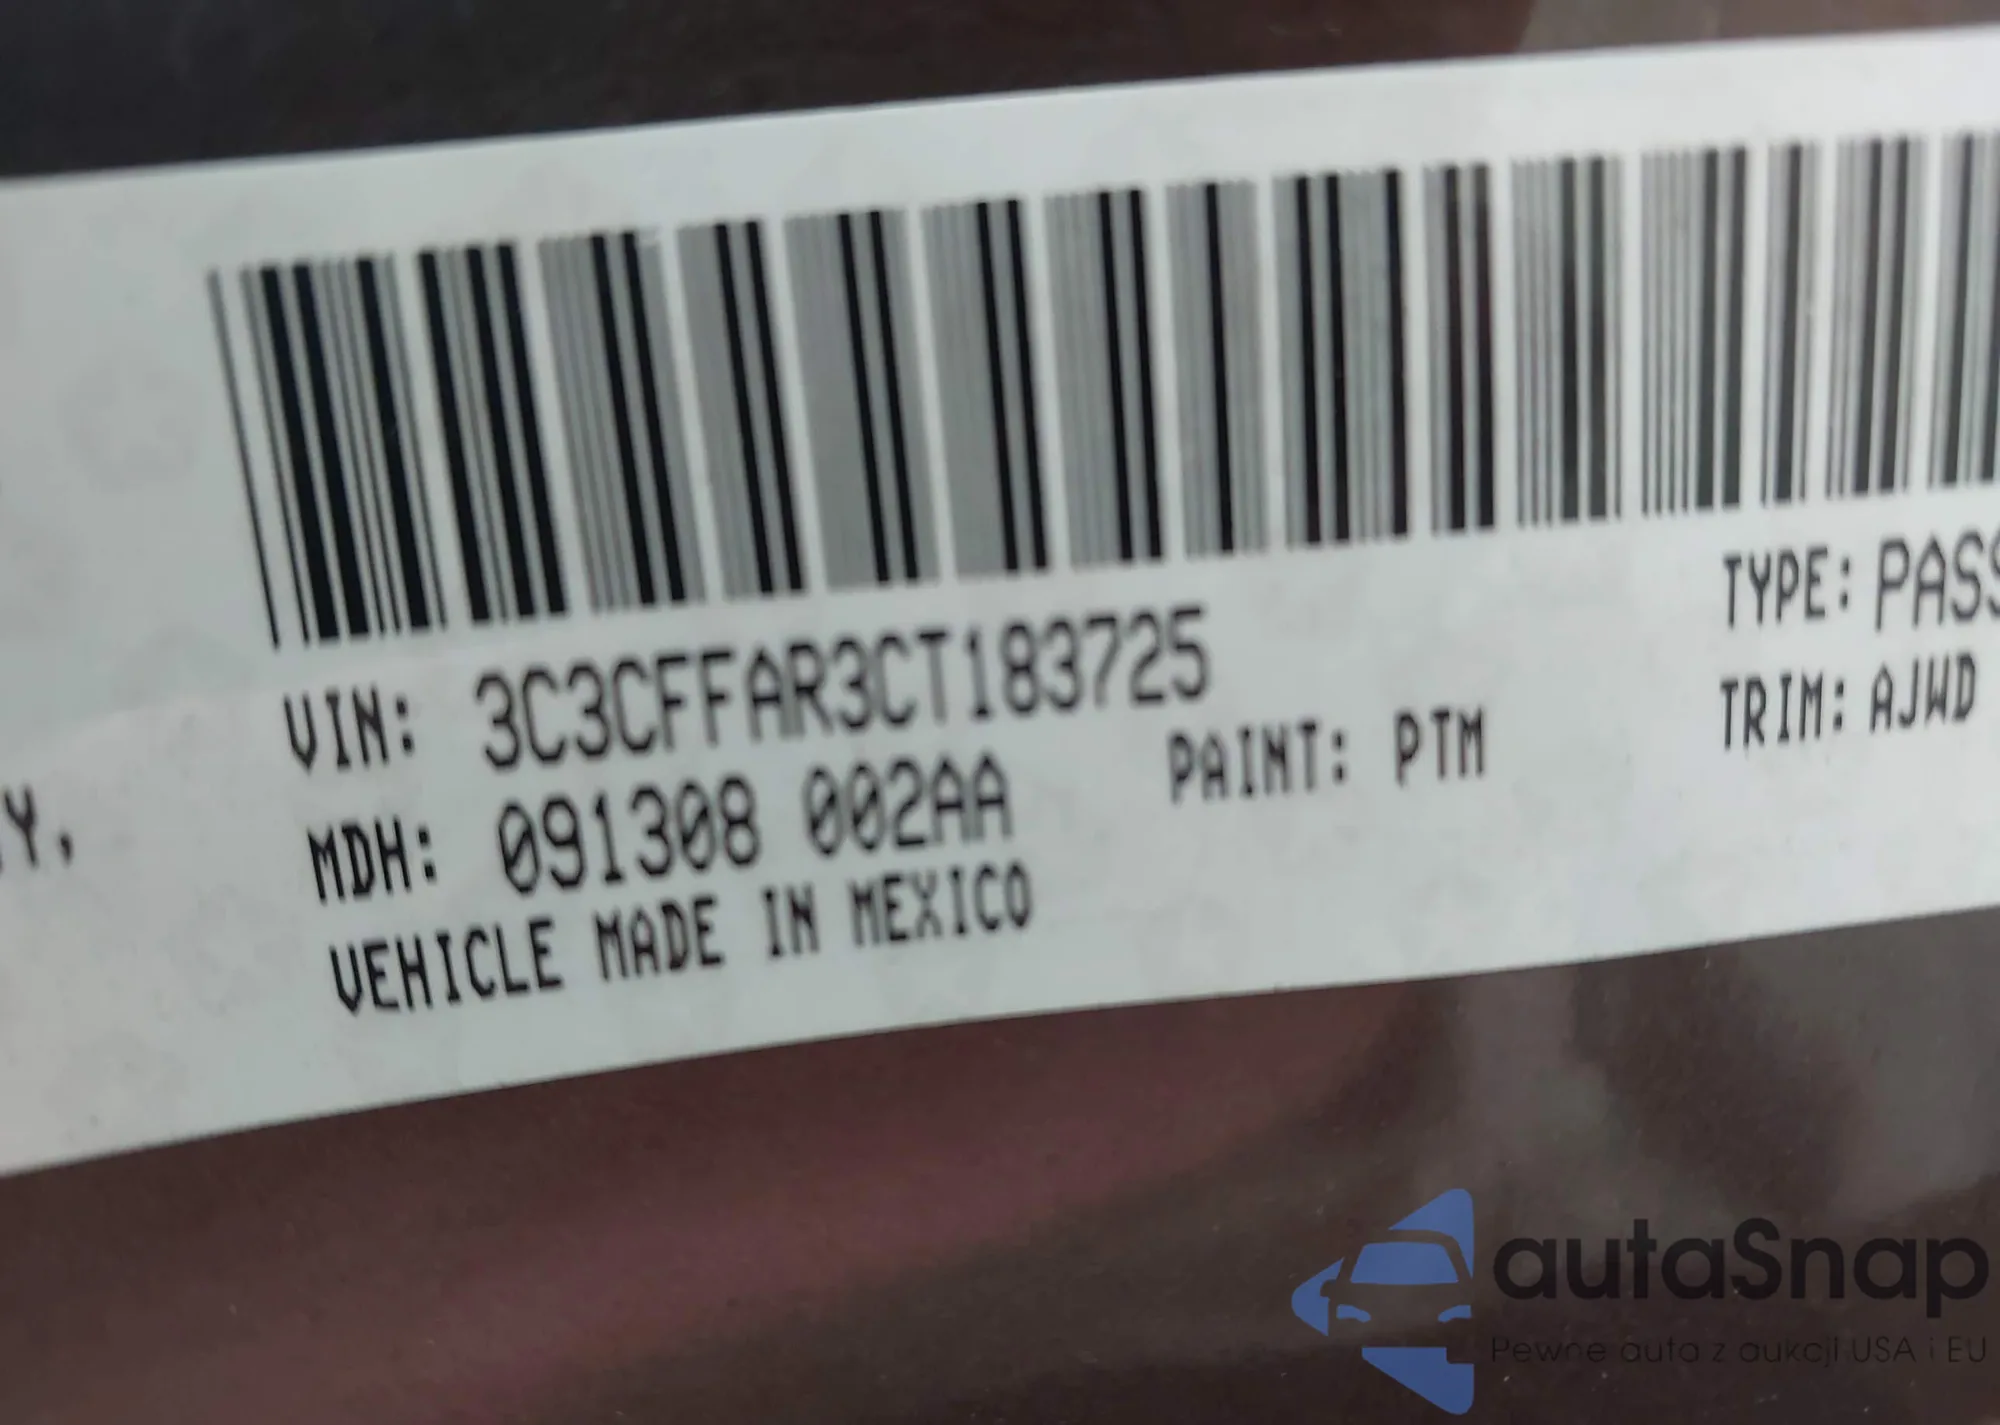 VIN: 3C3CFFAR3CT183725
TYPE: PASS
MDH: 091308 002AA
PAINT: PTM
TRIM: AJWD
VEHICLE MADE IN MEXICO
Y,
autaSnap
Pewne auta z aukcji USA i EU